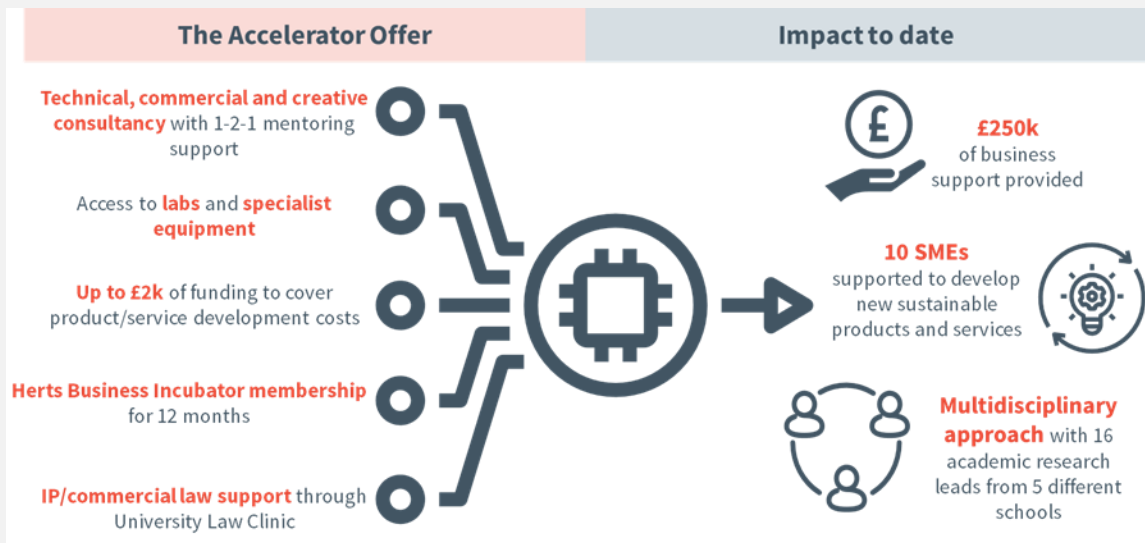 The Accelerator Offer
Technical, commercial and creative
consultancy with 1-2-1 mentoring
support
Access to labs and specialist
equipment
Up to £2k of funding to cover
product/service development costs
Herts Business Incubator membership
for 12 months
IP/commercial law support through
University Law Clinic
Impact to date
£
£250k
of business
support provided
10 SMEs
supported to develop
new sustainable
products and services
Multidisciplinary
approach with 16
academic research
leads from 5 different
schools